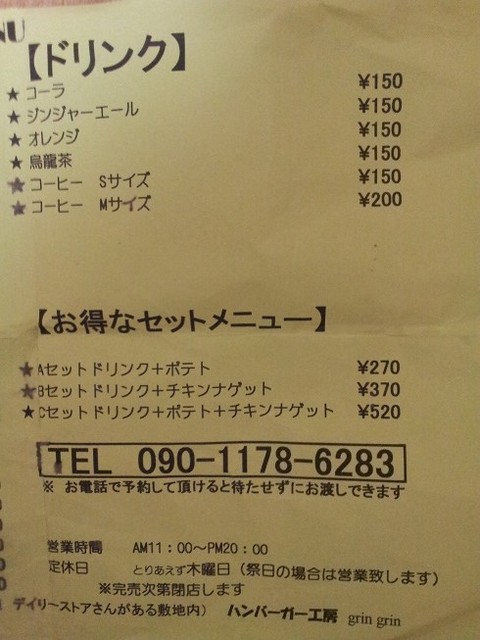 NU
【ドリンク】
★ コーラ ¥150
★ ジンジャーエール ¥150
★ オレンジ ¥150
★ 烏龍茶 ¥150
★ コーヒー Sサイズ ¥150
★ コーヒー Mサイズ ¥200
【お得なセットメニュー】
★Aセットドリンク＋ポテト ¥270
★Bセットドリンク＋チキンナゲット ¥370
★Cセットドリンク＋ポテト＋チキンナゲット ¥520
TEL 090-1178-6283
※ お電話で予約して頂けると待たせずにお渡しできます
営業時間 AM11：00～PM20：00
定休日 とりあえず木曜日（祭日の場合は営業致します）
※完売次第閉店します
デイリ～ストアさんがある敷地内） ハンバーガー工房 grin grin